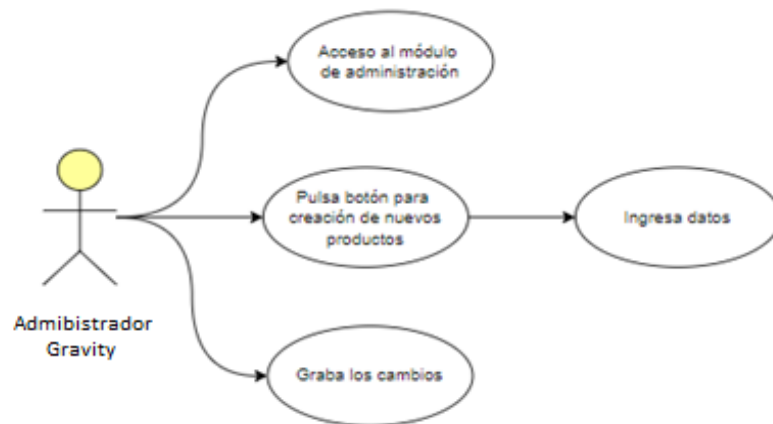 Acceso al módulo
de administración
Pulsa botón para
creación de nuevos
productos
Ingresa datos
Admibistrador
Gravity
Graba los cambios